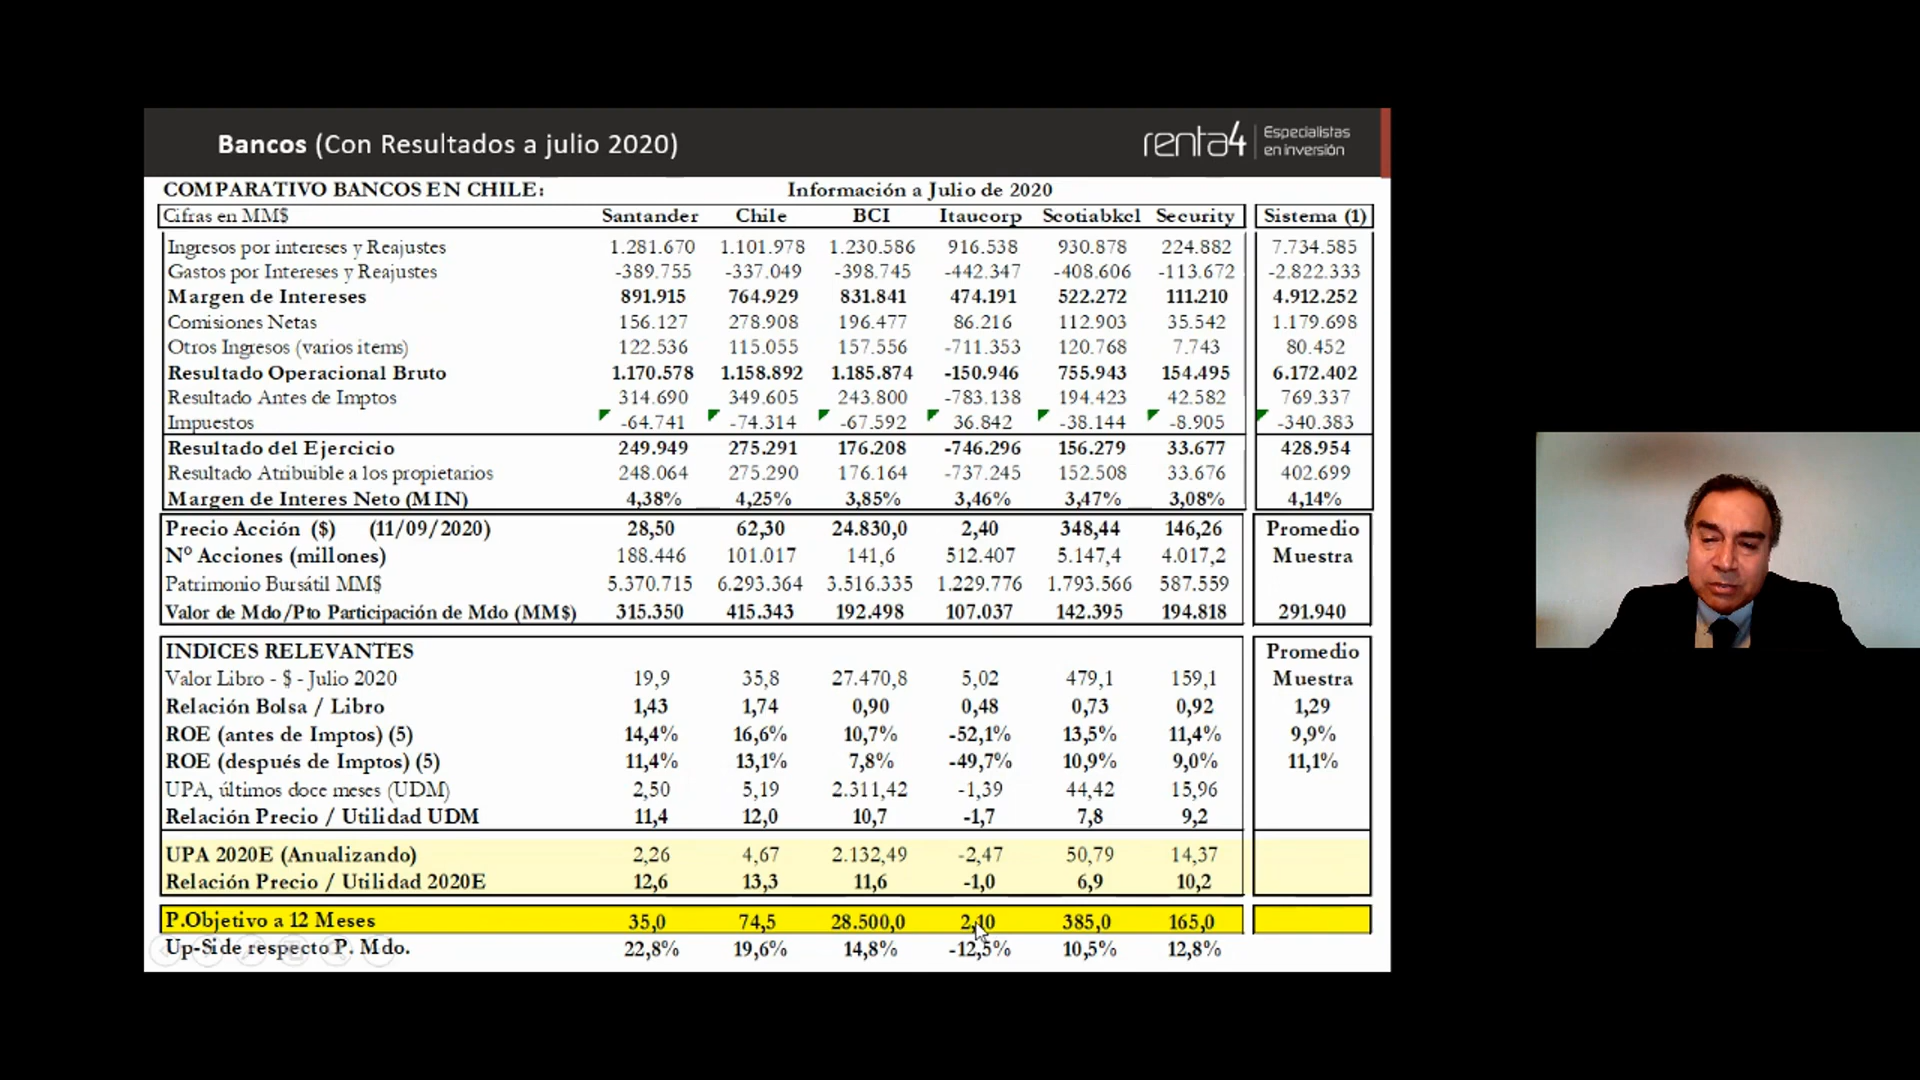 Bancos (Con Resultados a julio 2020)
renta4 Especialistas en inversión
COMPARATIVO BANCOS EN CHILE: Información a Julio de 2020
Cifras en MM$ Santander Chile BCI Itaucorp Scotiabkcl Security Sistema (1)
Ingresos por intereses y Reajustes 1.281.670 1.101.978 1.230.586 916.538 930.878 224.882 7.734.585
Gastos por Intereses y Reajustes -389.755 -337.049 -398.745 -442.347 -408.606 -113.672 -2.822.333
Margen de Intereses 891.915 764.929 831.841 474.191 522.272 111.210 4.912.252
Comisiones Netas 156.127 278.908 196.477 86.216 112.903 35.542 1.179.698
Otros Ingresos (varios items) 122.536 115.055 157.556 -711.353 120.768 7.743 80.452
Resultado Operacional Bruto 1.170.578 1.158.892 1.185.874 -150.946 755.943 154.495 6.172.402
Resultado Antes de Imptos 314.690 349.605 243.800 -783.138 194.423 42.582 769.337
Impuestos -64.741 -74.314 -67.592 36.842 -38.144 -8.905 -340.383
Resultado del Ejercicio 249.949 275.291 176.208 -746.296 156.279 33.677 428.954
Resultado Atribuible a los propietarios 248.064 275.290 176.164 -737.245 152.508 33.676 402.699
Margen de Interes Neto (MIN) 4,38% 4,25% 3,85% 3,46% 3,47% 3,08% 4,14%
Precio Acción ($) (11/09/2020) 28,50 62,30 24.830,0 2,40 348,44 146,26 Promedio
Nº Acciones (millones) 188.446 101.017 141,6 512.407 5.147,4 4.017,2 Muestra
Patrimonio Bursátil MM$ 5.370.715 6.293.364 3.516.335 1.229.776 1.793.566 587.559
Valor de Mdo/Pto Participación de Mdo (MM$) 315.350 415.343 192.498 107.037 142.395 194.818 291.940
INDICES RELEVANTES Promedio
Valor Libro - $ - Julio 2020 19,9 35,8 27.470,8 5,02 479,1 159,1 Muestra
Relación Bolsa / Libro 1,43 1,74 0,90 0,48 0,73 0,92 1,29
ROE (antes de Imptos) (5) 14,4% 16,6% 10,7% -52,1% 13,5% 11,4% 9,9%
ROE (después de Imptos) (5) 11,4% 13,1% 7,8% -49,7% 10,9% 9,0% 11,1%
UPA, últimos doce meses (UDM) 2,50 5,19 2.311,42 -1,39 44,42 15,96
Relación Precio / Utilidad UDM 11,4 12,0 10,7 -1,7 7,8 9,2
UPA 2020E (Anualizando) 2,26 4,67 2.132,49 -2,47 50,79 14,37
Relación Precio / Utilidad 2020E 12,6 13,3 11,6 -1,0 6,9 10,2
P.Objetivo a 12 Meses 35,0 74,5 28.500,0 2,10 385,0 165,0
Up-Side respecto P. Mdo. 22,8% 19,6% 14,8% -12,5% 10,5% 12,8%